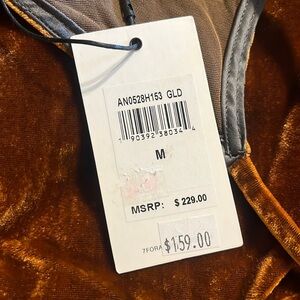 AN0528H153 GLD
90392 38034 4
M
MSRP: $ 229.00
7FORA
$159.00